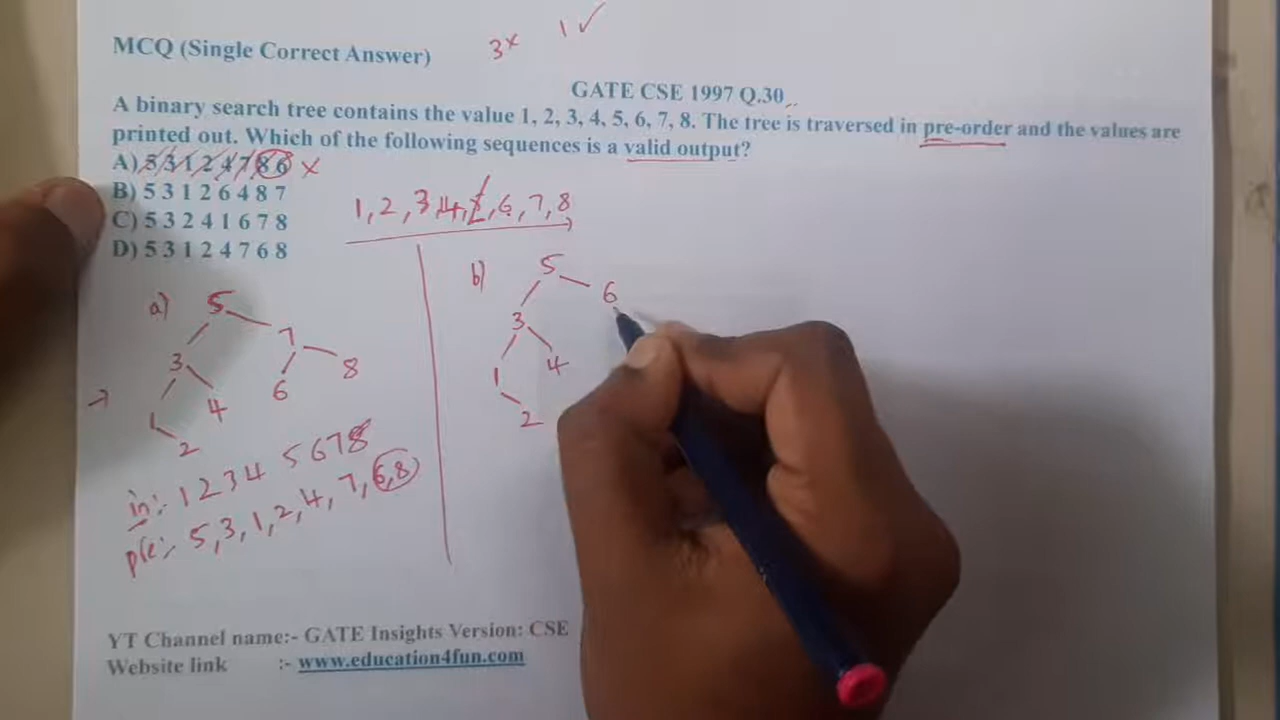 3× 1 ✓
MCQ (Single Correct Answer)
GATE CSE 1997 Q.30
A binary search tree contains the value 1, 2, 3, 4, 5, 6, 7, 8. The tree is traversed in pre-order and the values are
printed out. Which of the following sequences is a valid output?
A) 5 3 1 2 4 7 8 6 ×
B) 5 3 1 2 6 4 8 7
C) 5 3 2 4 1 6 7 8
D) 5 3 1 2 4 7 6 8
1, 2, 3, 4, 5, 6, 7, 8
a)
5
3 7
1 4 6 8
2
in:- 1 2 3 4 5 6 7 8
pre:- 5, 3, 1, 2, 4, 7, 6, 8
b)
5
6
3
1 4
2
YT Channel name:- GATE Insights Version: CSE
Website link :- www.education4fun.com